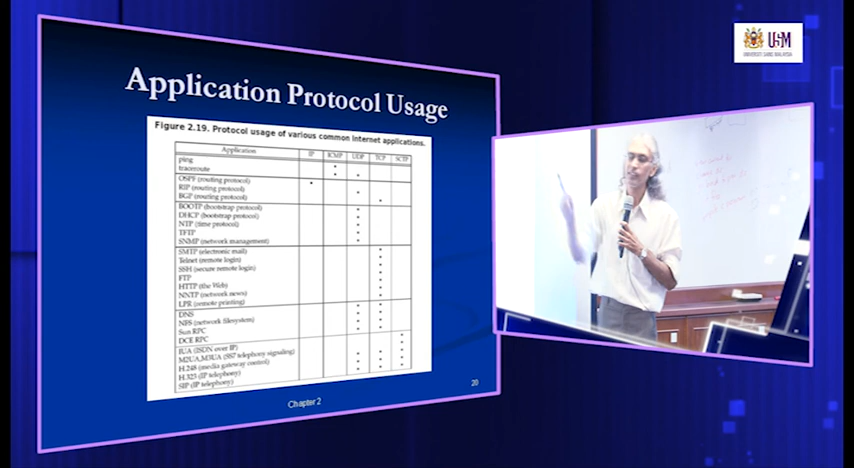 Application Protocol Usage
Figure 2.19. Protocol usage of various common Internet applications.
Application IP ICMP UDP TCP SCTP
ping
traceroute
OSPF (routing protocol)
RIP (routing protocol)
BGP (routing protocol)
BOOTP (bootstrap protocol)
DHCP (bootstrap protocol)
NTP (time protocol)
TFTP
SNMP (network management)
SMTP (electronic mail)
Telnet (remote login)
SSH (secure remote login)
FTP
HTTP (the Web)
NNTP (network news)
LPR (remote printing)
DNS
NFS (network filesystem)
Sun RPC
DCE RPC
IUA (ISDN over IP)
M2UA,M3UA (SS7 telephony signaling)
H.248 (media gateway control)
H.323 (IP telephony)
SIP (IP telephony)
Chapter 2
20
USM
UNIVERSITI SAINS MALAYSIA